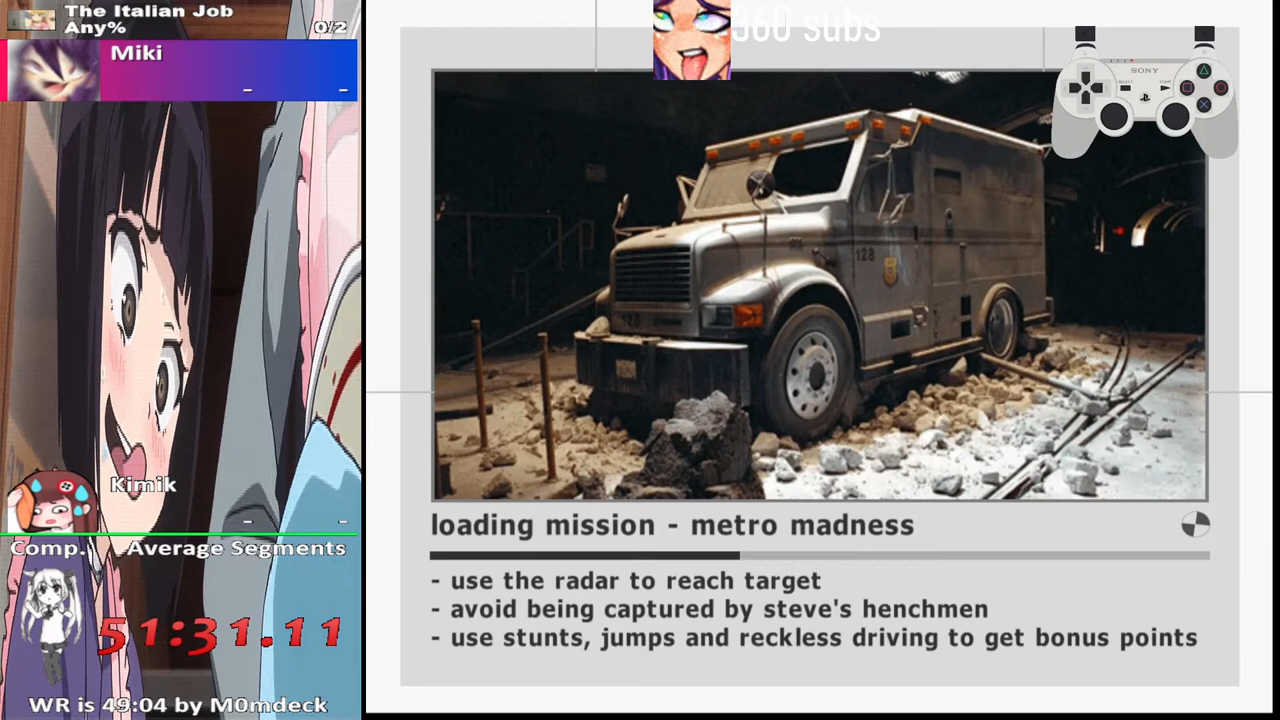 The Italian Job
Any%
0/2
Miki
-
-
Kimik
-
-
Comp.
Average Segments
51:31.11
WR is 49:04 by M0mdeck
360 subs
SONY
128
128
loading mission - metro madness
- use the radar to reach target
- avoid being captured by steve's henchmen
- use stunts, jumps and reckless driving to get bonus points